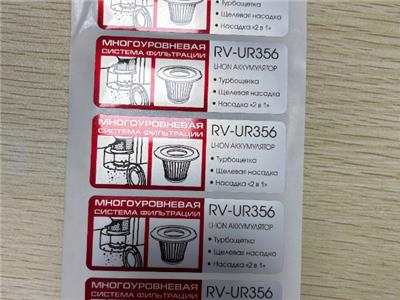 • Щелевая насадка
• Насадка «2 в 1»
МНОГОУРОВНЕВАЯ
СИСТЕМА ФИЛЬТРАЦИИ
RV-UR356
LI-ION АККУМУЛЯТОР
• Турбощетка
• Щелевая насадка
• Насадка «2 в 1»
МНОГОУРОВНЕВАЯ
СИСТЕМА ФИЛЬТРАЦИИ
RV-UR356
LI-ION АККУМУЛЯТОР
• Турбощетка
• Щелевая насадка
• Насадка «2 в 1»
МНОГОУРОВНЕВАЯ
СИСТЕМА ФИЛЬТРАЦИИ
RV-UR356
LI-ION АККУМУЛЯТОР
• Турбощетка
• Щелевая насадка
• Насадка «2 в 1»
МНОГОУРОВНЕВАЯ
RV-UR356